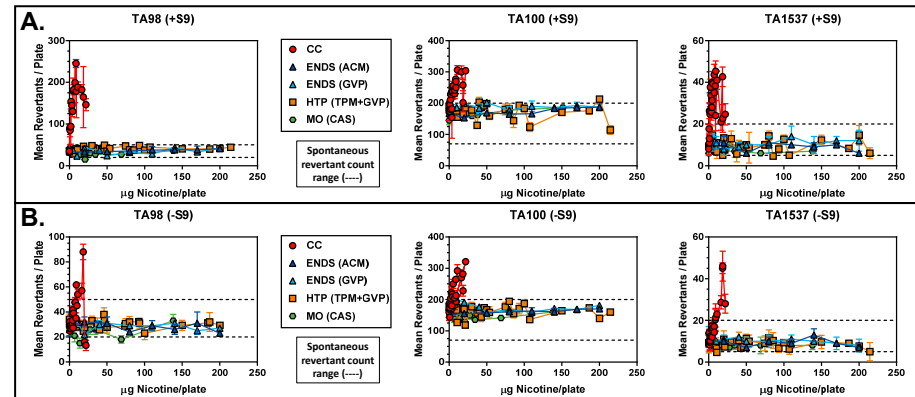 A.
TA98 (+S9)
Mean Revertants / Plate
300
200
100
0
0 50 100 150 200 250
μg Nicotine/plate
CC
ENDS (ACM)
ENDS (GVP)
HTP (TPM+GVP)
MO (CAS)
Spontaneous
revertant count
range (----)
TA100 (+S9)
Mean Revertants / Plate
400
300
200
100
0
0 50 100 150 200 250
μg Nicotine/plate
TA1537 (+S9)
Mean Revertants / Plate
60
40
20
0
0 50 100 150 200 250
μg Nicotine/plate
B.
TA98 (-S9)
Mean Revertants / Plate
100
80
60
40
20
0
0 50 100 150 200 250
μg Nicotine/plate
CC
ENDS (ACM)
ENDS (GVP)
HTP (TPM+GVP)
MO (CAS)
Spontaneous
revertant count
range (----)
TA100 (-S9)
Mean Revertants / Plate
400
300
200
100
0
0 50 100 150 200 250
μg Nicotine/plate
TA1537 (-S9)
Mean Revertants / Plate
60
40
20
0
0 50 100 150 200 250
μg Nicotine/plate